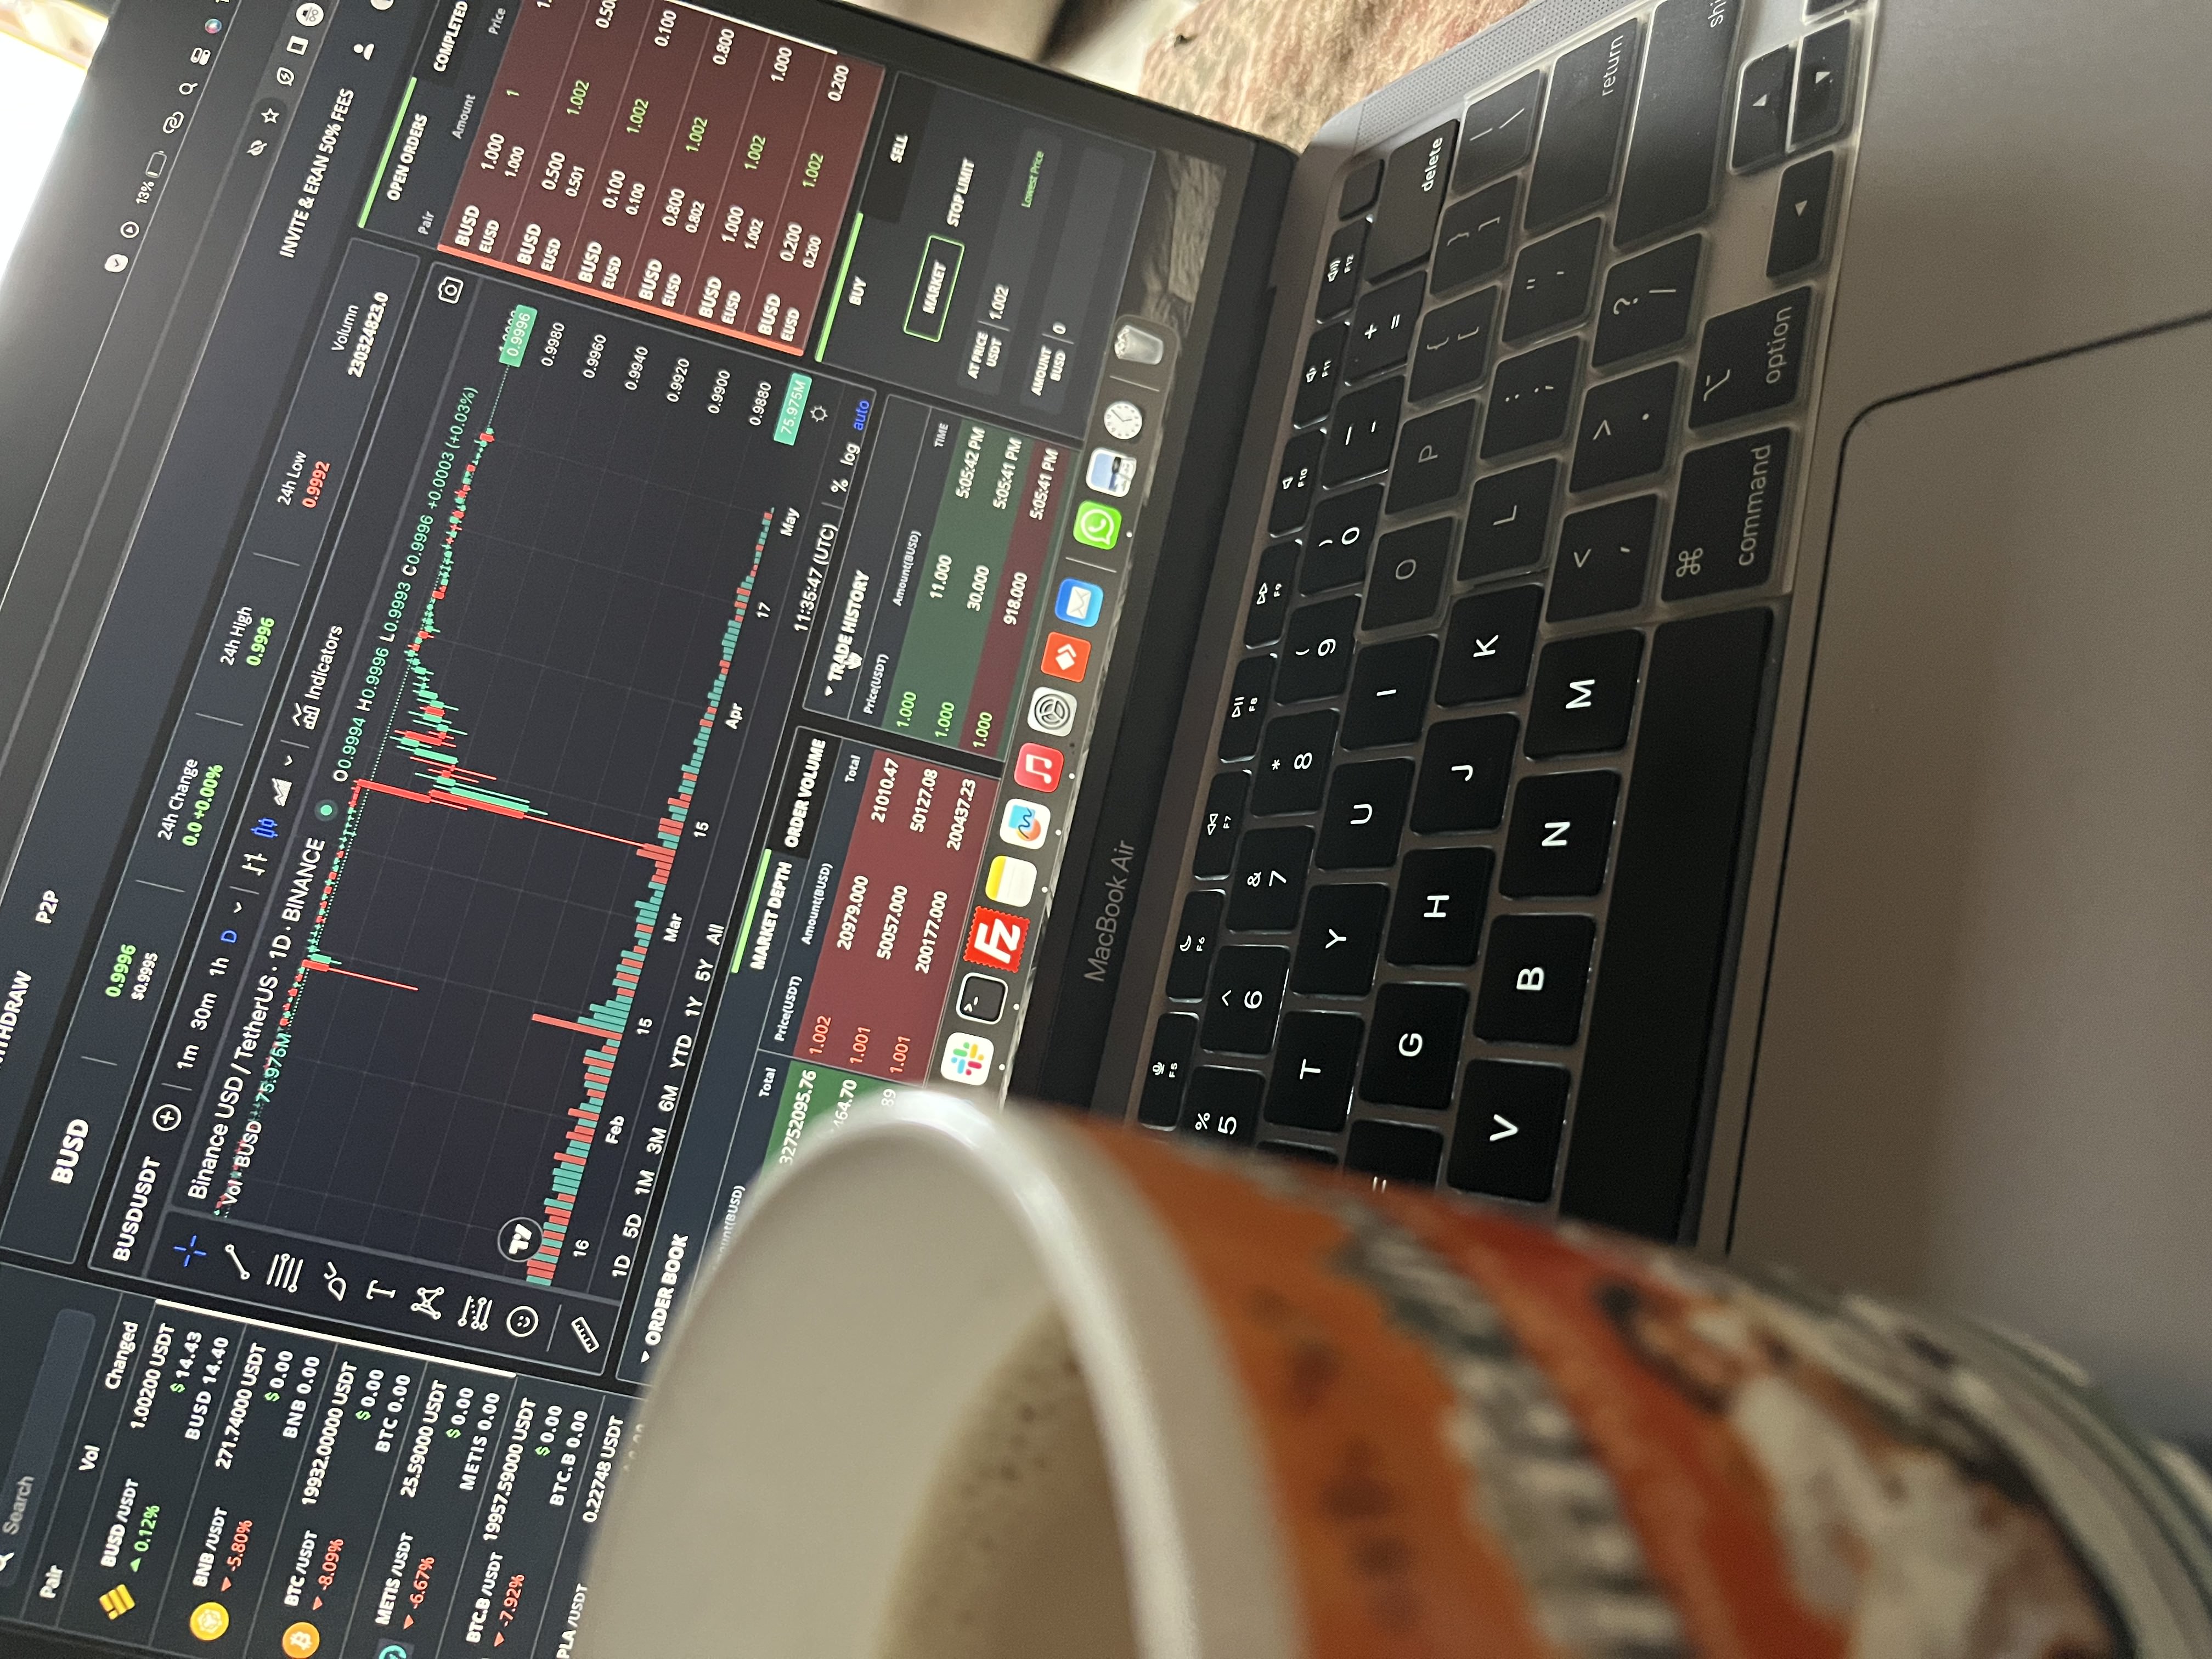 Search
Pair
Vol
Changed
BUSD /USDT
0.12%
1.00200 USDT
$ 14.43
BUSD 14.40
BNB /USDT
-5.80%
271.74000 USDT
$ 0.00
BNB 0.00
BTC /USDT
-8.09%
19932.00000 USDT
$ 0.00
BTC 0.00
METIS /USDT
-6.67%
25.59000 USDT
$ 0.00
METIS 0.00
BTC.B /USDT
-7.92%
19957.59000 USDT
$ 0.00
BTC.B 0.00
/USDT
0.22748 USDT
P2P
BUSD
0.9996
$0.9995
24h Change
0.0 +0.00%
24h High
0.9996
24h Low
0.9992
Volumn
230324823.0
INVITE & ERAN 50% FEES
13%
BUSDUSDT
1m 30m 1h D
Indicators
Binance USD / TetherUS · 1D · BINANCE
O0.9994 H0.9996 L0.9993 C0.9996 +0.0003 (+0.03%)
Vol · BUSD 75.975M
0.9996
0.9980
0.9960
0.9940
0.9920
0.9900
0.9880
75.975M
16 Feb 15 Mar 15 Apr 17 May
1D 5D 1M 3M 6M YTD 1Y 5Y All
11:35:47 (UTC) % log auto
OPEN ORDERS
COMPLETED
Pair Amount Price
BUSD 1.000 1
EUSD 1.000
BUSD 0.500 1.002
EUSD 0.501
BUSD 0.100 1.002 0.100
EUSD 0.100
BUSD 0.800 1.002 0.800
EUSD 0.802
BUSD 1.000 1.002 1.000
EUSD 1.002
BUSD 0.200 1.002 0.200
EUSD 0.200
ORDER BOOK
Total
32752095.76
MARKET DEPTH
ORDER VOLUME
Price(USDT) Amount(BUSD) Total
1.002 20979.000 21010.47
1.001 50057.000 50127.08
1.001 200177.000 200437.23
TRADE HISTORY
Price(USDT) Amount(BUSD) TIME
1.000 11.000 5:05:42 PM
1.000 30.000 5:05:41 PM
1.000 918.000 5:05:41 PM
BUY
SELL
MARKET
STOP LIMIT
AT PRICE
USDT
1.002
Lowest Price
AMOUNT
BUSD
0
Fz
MacBook Air
F5 F6 F7 F8 F9 F10 F11 F12
% ^ & * ( ) _ +
5 6 7 8 9 0 - =
delete
T Y U I O P { [ } ] | \
G H J K L : ; " '
return
V B N M < , > . ? /
command
option